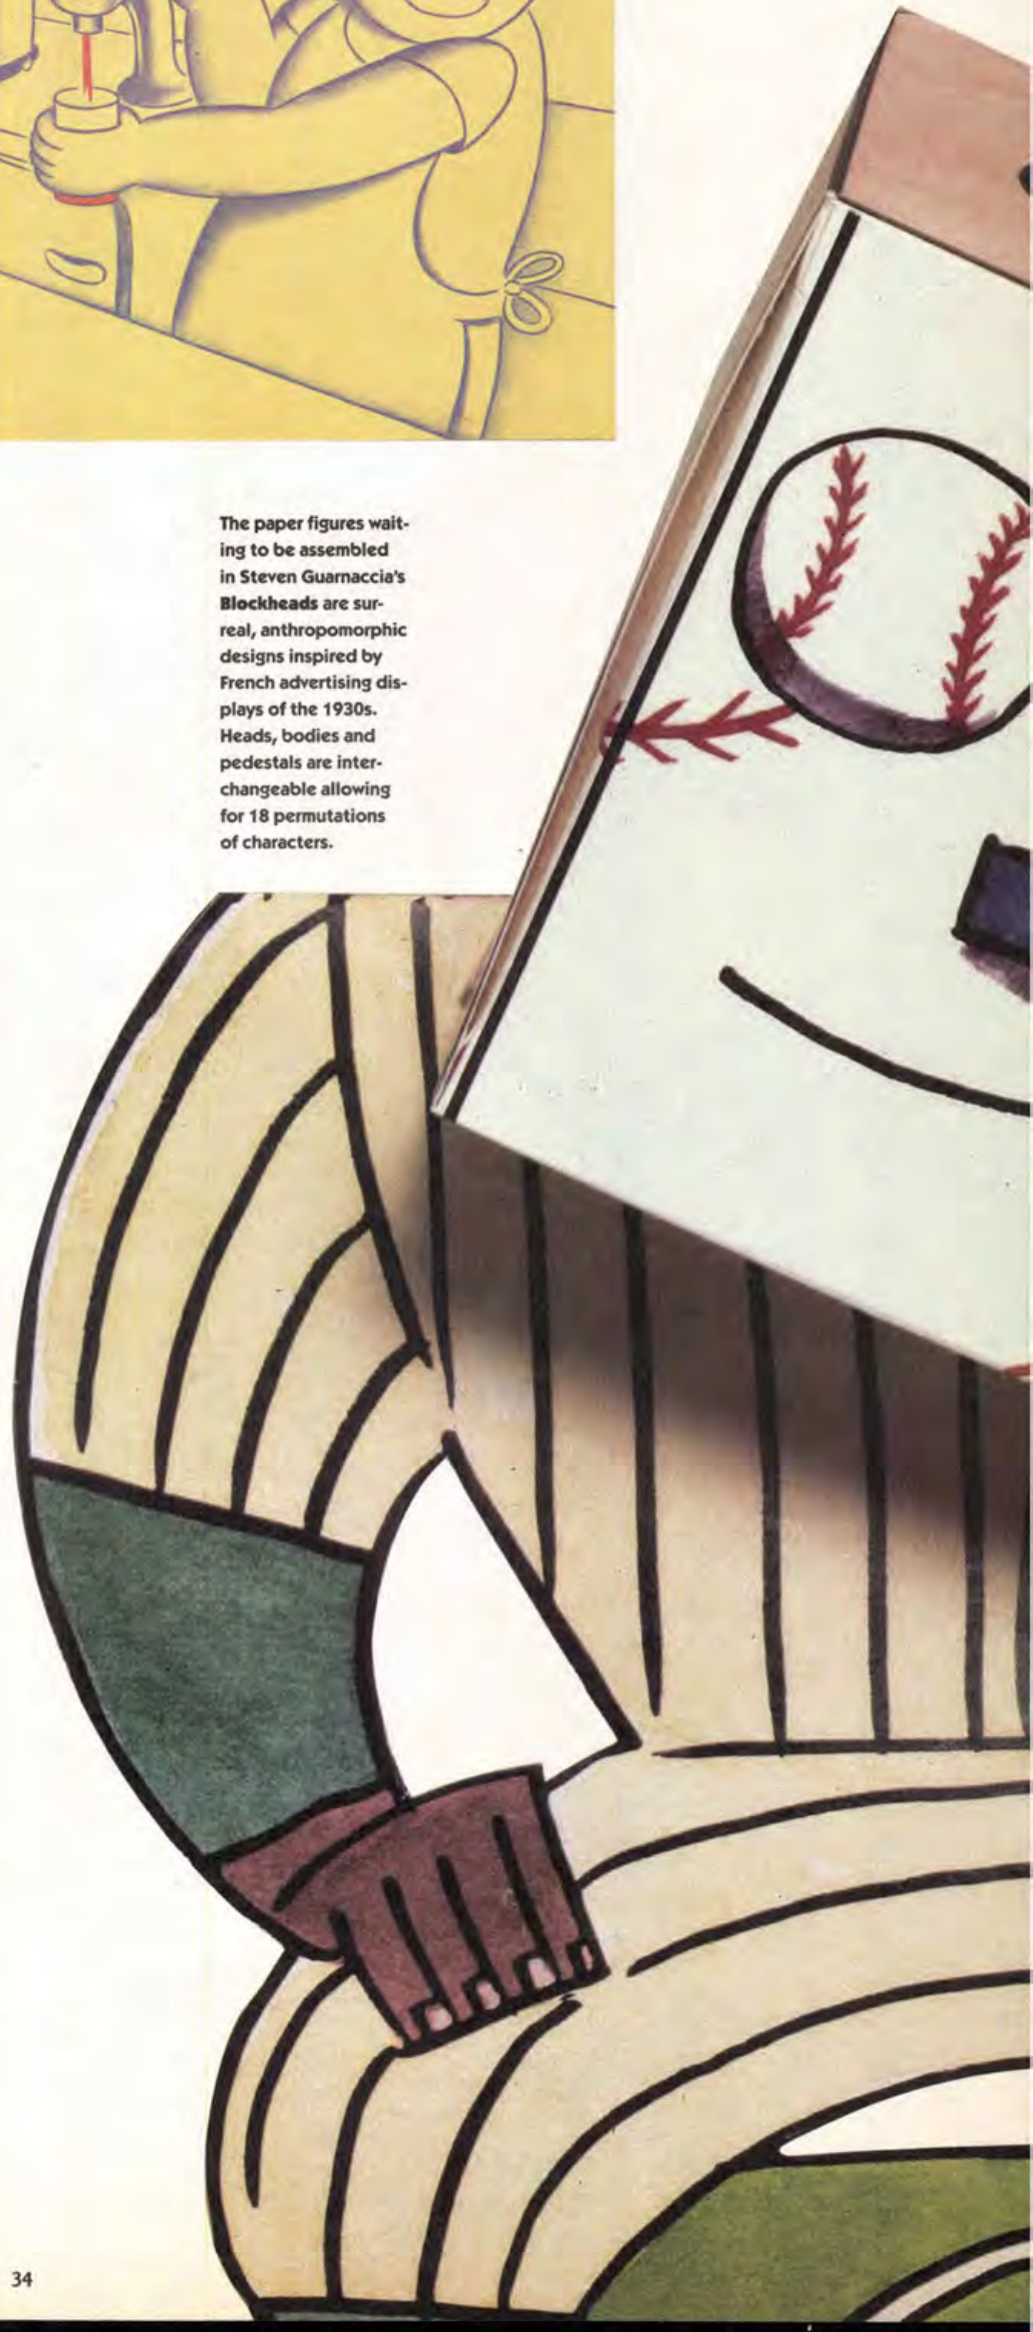 The paper figures wait-
ing to be assembled
in Steven Guarnaccia's
Blockheads are sur-
real, anthropomorphic
designs inspired by
French advertising dis-
plays of the 1930s.
Heads, bodies and
pedestals are inter-
changeable allowing
for 18 permutations
of characters.
34